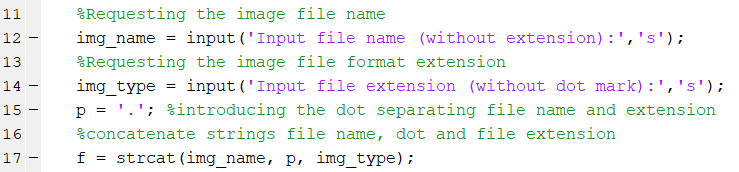 11 %Requesting the image file name
12 – img_name = input('Input file name (without extension):','s');
13 %Requesting the image file format extension
14 – img_type = input('Input file extension (without dot mark):','s');
15 – p = '.'; %introducing the dot separating file name and extension
16 %concatenate strings file name, dot and file extension
17 – f = strcat(img_name, p, img_type);